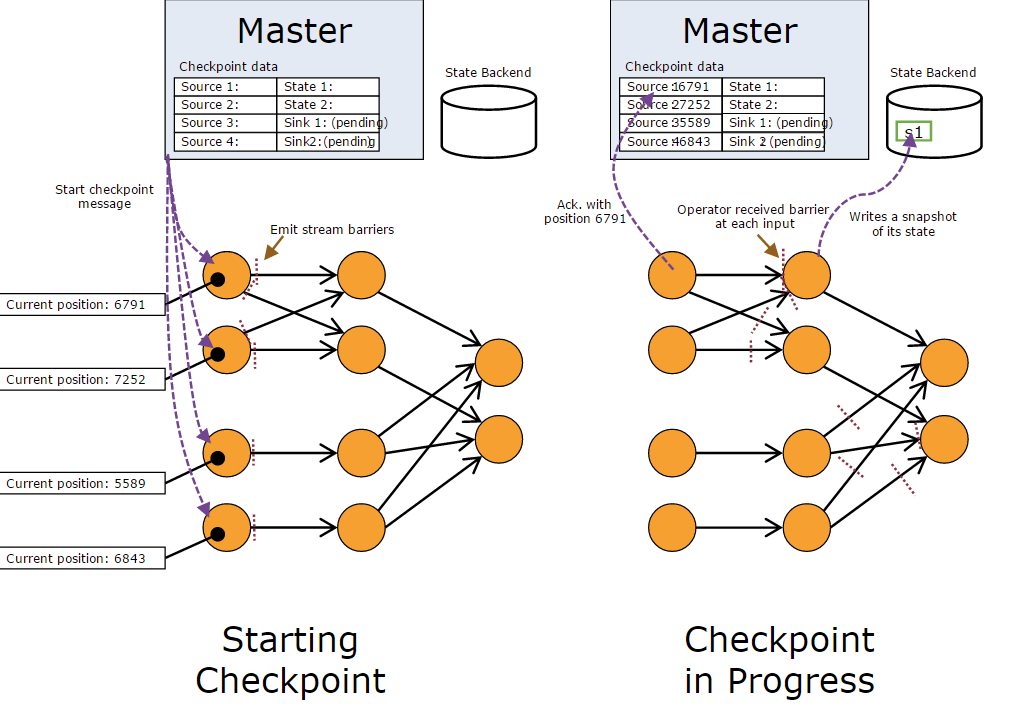 Master
Checkpoint data
Source 1: State 1:
Source 2: State 2:
Source 3: Sink 1: (pending)
Source 4: Sink2: (pending)
State Backend
Start checkpoint
message
Emit stream barriers
Current position: 6791
Current position: 7252
Current position: 5589
Current position: 6843
Starting
Checkpoint
Master
Checkpoint data
Source 1: 6791 State 1:
Source 2: 7252 State 2:
Source 3: 5589 Sink 1: (pending)
Source 4: 6843 Sink 2: (pending)
State Backend
s1
Ack. with
position 6791
Operator received barrier
at each input
Writes a snapshot
of its state
Checkpoint
in Progress